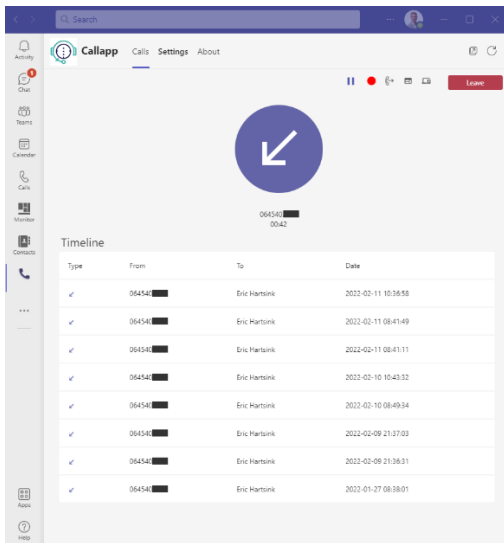 Search
Activity
1
Chat
Teams
Calendar
Calls
Monitor
Contacts
Apps
Help
Callapp Calls Settings About
Leave
064540
00:42
Timeline
Type From To Date
064540 Eric Hartsink 2022-02-11 10:36:58
064540 Eric Hartsink 2022-02-11 08:41:49
064540 Eric Hartsink 2022-02-11 08:41:11
064540 Eric Hartsink 2022-02-10 10:43:32
064540 Eric Hartsink 2022-02-10 08:49:34
064540 Eric Hartsink 2022-02-09 21:37:03
064540 Eric Hartsink 2022-02-09 21:36:31
064540 Eric Hartsink 2022-01-27 08:38:01